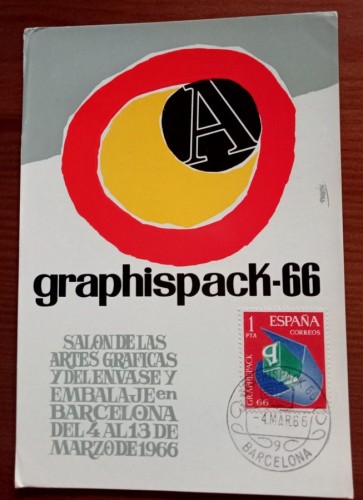 A
graphispack-66
SALON DE LAS
ARTES GRAFICAS
Y DEL ENVASE Y
EMBALAJE en
BARCELONA
DEL 4 AL 13 DE
MARZO DE 1966
1
PTA
ESPAÑA
CORREOS
GRAPHISPACK
66
-4.MAR.66
9
BARCELONA